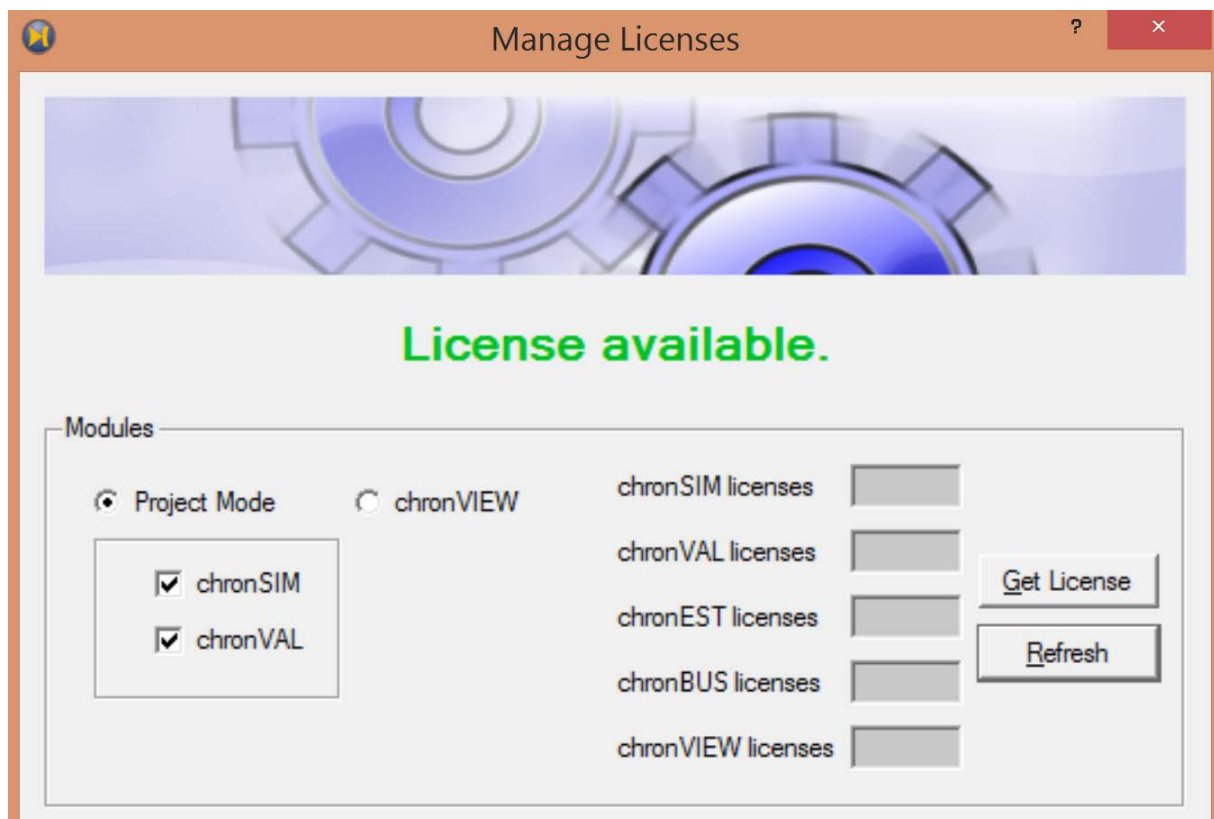 Manage Licenses
?
License available.
Modules
Project Mode
chronVIEW
chronSIM
chronVAL
chronSIM licenses
chronVAL licenses
chronEST licenses
chronBUS licenses
chronVIEW licenses
Get License
Refresh